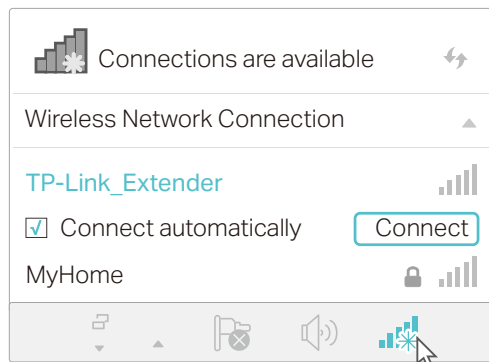 Connections are available
Wireless Network Connection
TP-Link_Extender
Connect automatically Connect
MyHome